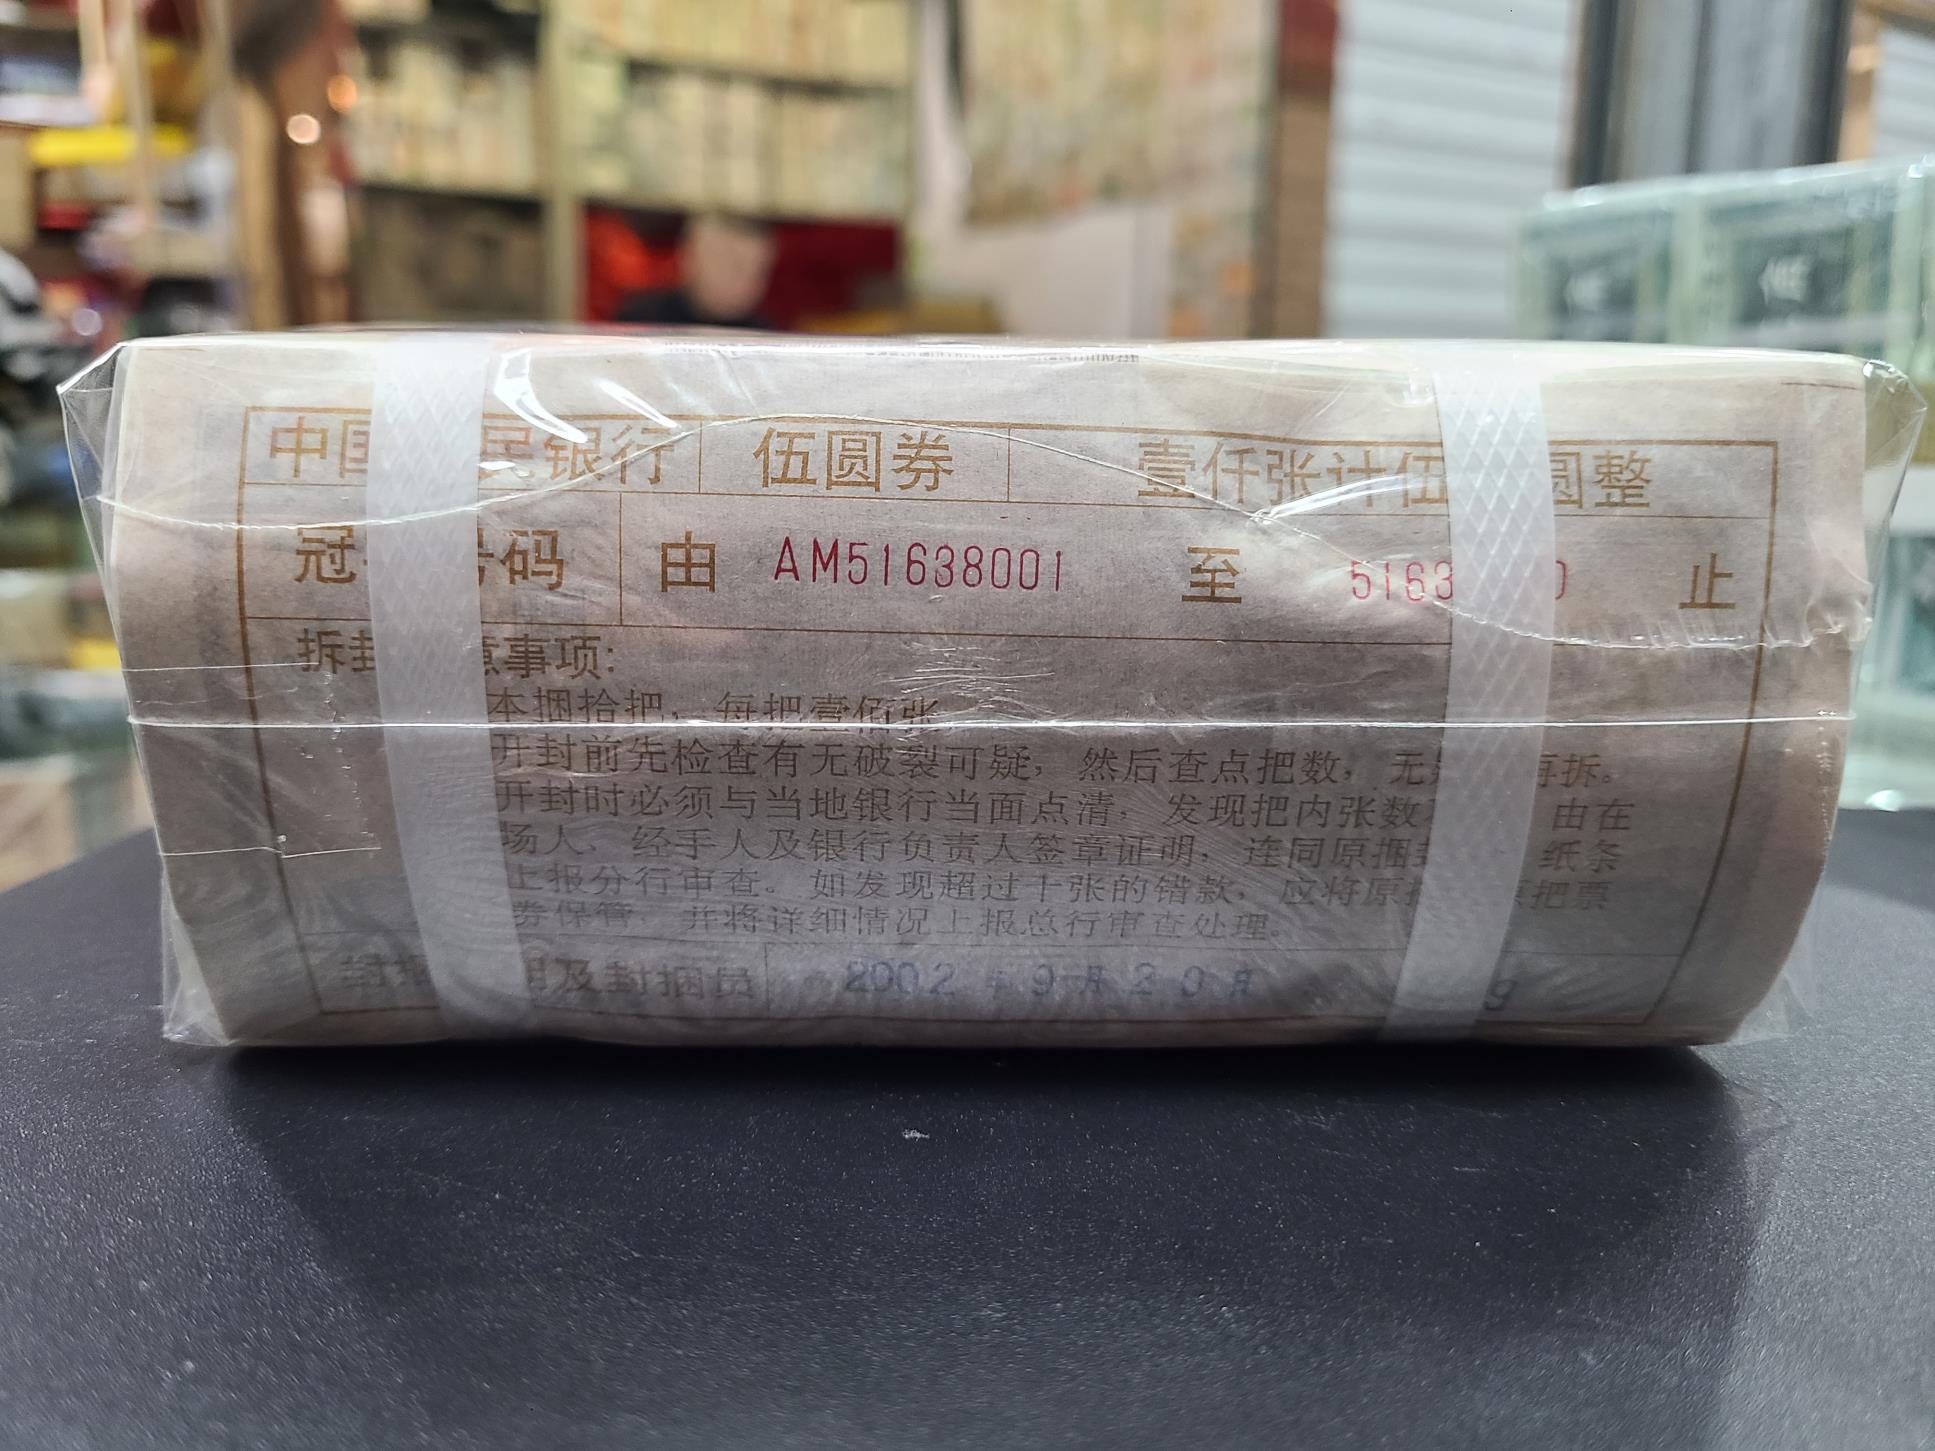 中国 民银行 伍圆券 壹仟张计伍 圆整
冠 号码 由 AM51638001 至 5163 0 止
拆封 意事项:
本捆拾把，每把壹佰张
开封前先检查有无破裂可疑，然后查点把数，无 再拆。
开封时必须与当地银行当面点清，发现把内张数 由在
场人、经手人及银行负责人签章证明，连同原捆封 纸条
上报分行审查。如发现超过十张的错款，应将原 原把票
券保管，并将详细情况上报总行审查处理。
封 期及封捆员 2002 年 9 月 20 日 9